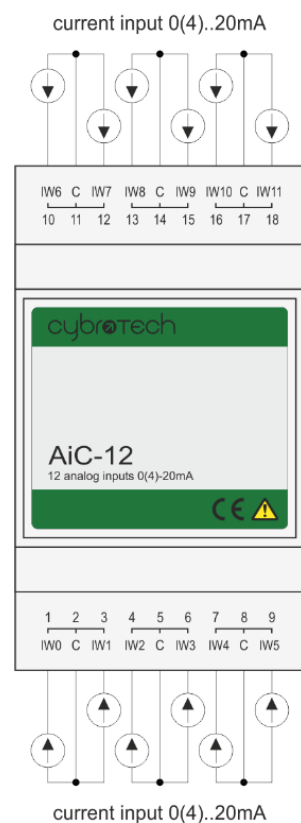 current input 0(4)..20mA
IW6 C IW7 IW8 C IW9 IW10 C IW11
10 11 12 13 14 15 16 17 18
cybrotech
AiC-12
12 analog inputs 0(4)-20mA
CE
1 2 3 4 5 6 7 8 9
IW0 C IW1 IW2 C IW3 IW4 C IW5
current input 0(4)..20mA